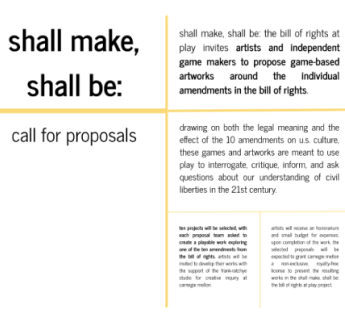 shall make,
shall be:
call for proposals
shall make, shall be: the bill of rights at
play invites artists and independent
game makers to propose game-based
artworks around the individual
amendments in the bill of rights.
drawing on both the legal meaning and the
effect of the 10 amendments on u.s. culture,
these games and artworks are meant to use
play to interrogate, critique, inform, and ask
questions about our understanding of civil
liberties in the 21st century.
ten projects will be selected, with
each proposal team asked to
create a playable work exploring
one of the ten amendments from
the bill of rights. artists will be
invited to develop their works with
the support of the frank-ratchye
studio for creative inquiry at
carnegie mellon.
artists will receive an honorarium
and small budget for expenses.
upon completion of the work, the
selected proposals will be
expected to grant carnegie mellon
a non-exclusive, royalty-free
license to present the resulting
works in the shall make, shall be:
the bill of rights at play project.